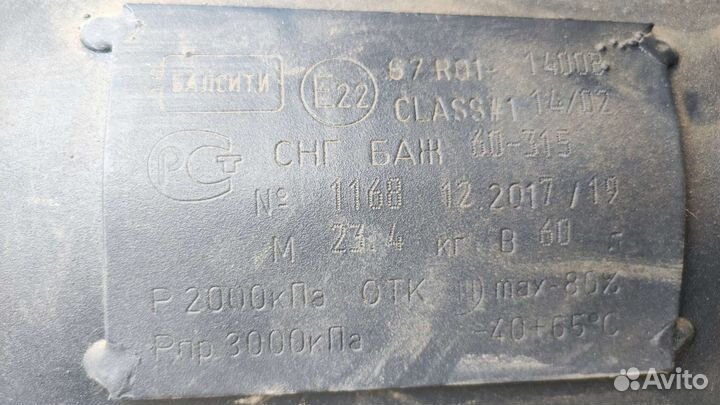 БАЛСИТИ E22 67R01-14008
CLASS#1 14/02
РСТ СНГ БАЖ 60-315
№ 1168 12.2017/19
М 23.4 кг В 60 л
Р 2000кПа ОТК max-80%
Рпр 3000кПа -40+65°С
Avito